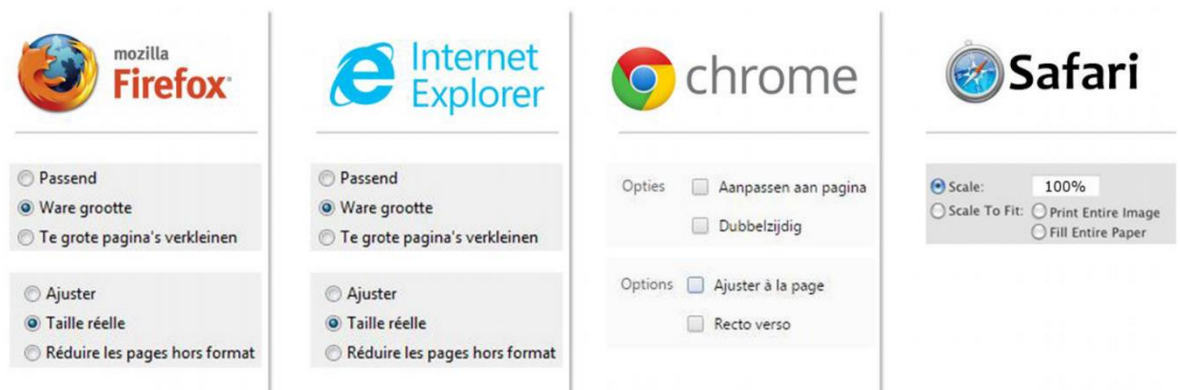 mozilla
Firefox
Passend
Ware grootte
Te grote pagina's verkleinen
Ajuster
Taille réelle
Réduire les pages hors format
Internet
Explorer
Passend
Ware grootte
Te grote pagina's verkleinen
Ajuster
Taille réelle
Réduire les pages hors format
chrome
Opties Aanpassen aan pagina
Dubbelzijdig
Options Ajuster à la page
Recto verso
Safari
Scale: 100%
Scale To Fit: Print Entire Image
Fill Entire Paper